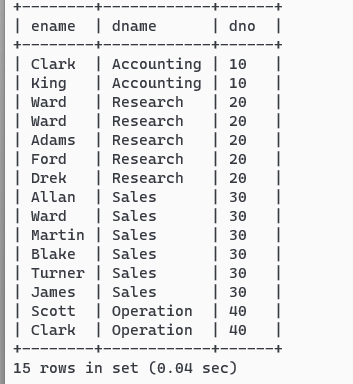 +--------+------------+------+
| ename  | dname      | dno  |
+--------+------------+------+
| Clark  | Accounting | 10   |
| King   | Accounting | 10   |
| Ward   | Research   | 20   |
| Ward   | Research   | 20   |
| Adams  | Research   | 20   |
| Ford   | Research   | 20   |
| Drek   | Research   | 20   |
| Allan  | Sales      | 30   |
| Ward   | Sales      | 30   |
| Martin | Sales      | 30   |
| Blake  | Sales      | 30   |
| Turner | Sales      | 30   |
| James  | Sales      | 30   |
| Scott  | Operation  | 40   |
| Clark  | Operation  | 40   |
+--------+------------+------+
15 rows in set (0.04 sec)